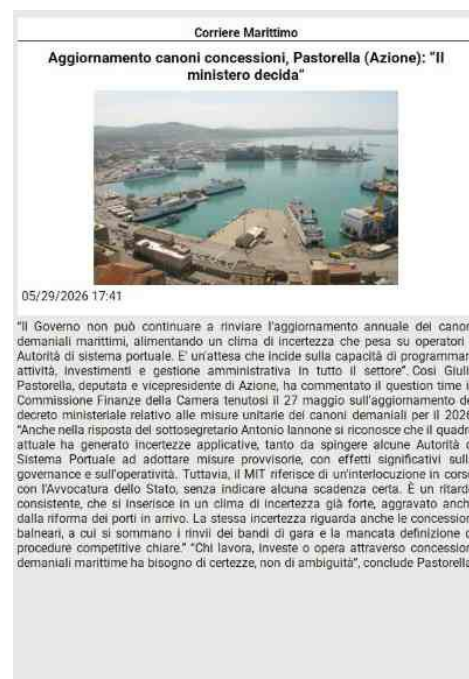 Corriere Marittimo
Aggiornamento canoni concessioni, Pastorella (Azione): "Il
ministero decida"
05/29/2026 17:41
"Il Governo non può continuare a rinviare l'aggiornamento annuale dei
demaniali marittimi, alimentando un clima di incertezza che pesa su operatori
Autorità di sistema portuale. E' un'attesa che incide sulla capacità di
attività, investimenti e gestione amministrativa in tutto il settore". Così
Pastorella, deputata e vicepresidente di Azione, ha commentato il question time
Commissione Finanze della Camera tenutosi il 27 maggio sull'aggiornamento
decreto ministeriale relativo alle misure unitarie dei canoni demaniali per il 2026
"Anche nella risposta del sottosegretario Antonio Iannone si riconosce che il quadro
attuale ha generato incertezze applicative, tanto da spingere alcune Autorità
Sistema Portuale ad adottare misure provvisorie, con effetti significativi
governance e sull'operatività. Tuttavia, il MIT riferisce di un'interlocuzione in
con l'Avvocatura dello Stato, senza indicare alcuna scadenza certa. È un
consistente, che si inserisce in un clima di incertezza già forte, aggravato
dalla riforma dei porti in arrivo. La stessa incertezza riguarda anche le
balneari, a cui si sommano i rinvii dei bandi di gara e la mancata definizione
procedure competitive chiare." "Chi lavora, investe o opera attraverso
demaniali marittime ha bisogno di certezze, non di ambiguità", conclude Pastorella